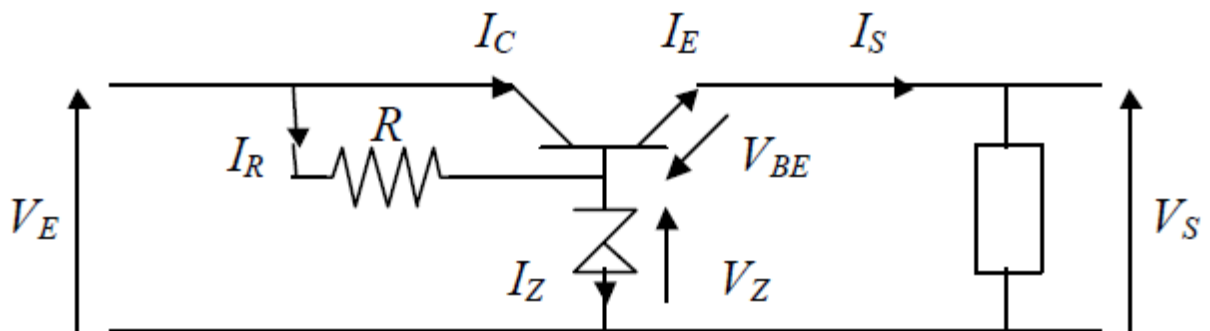 I_C I_E I_S
R
I_R V_BE
V_E V_S
I_Z V_Z